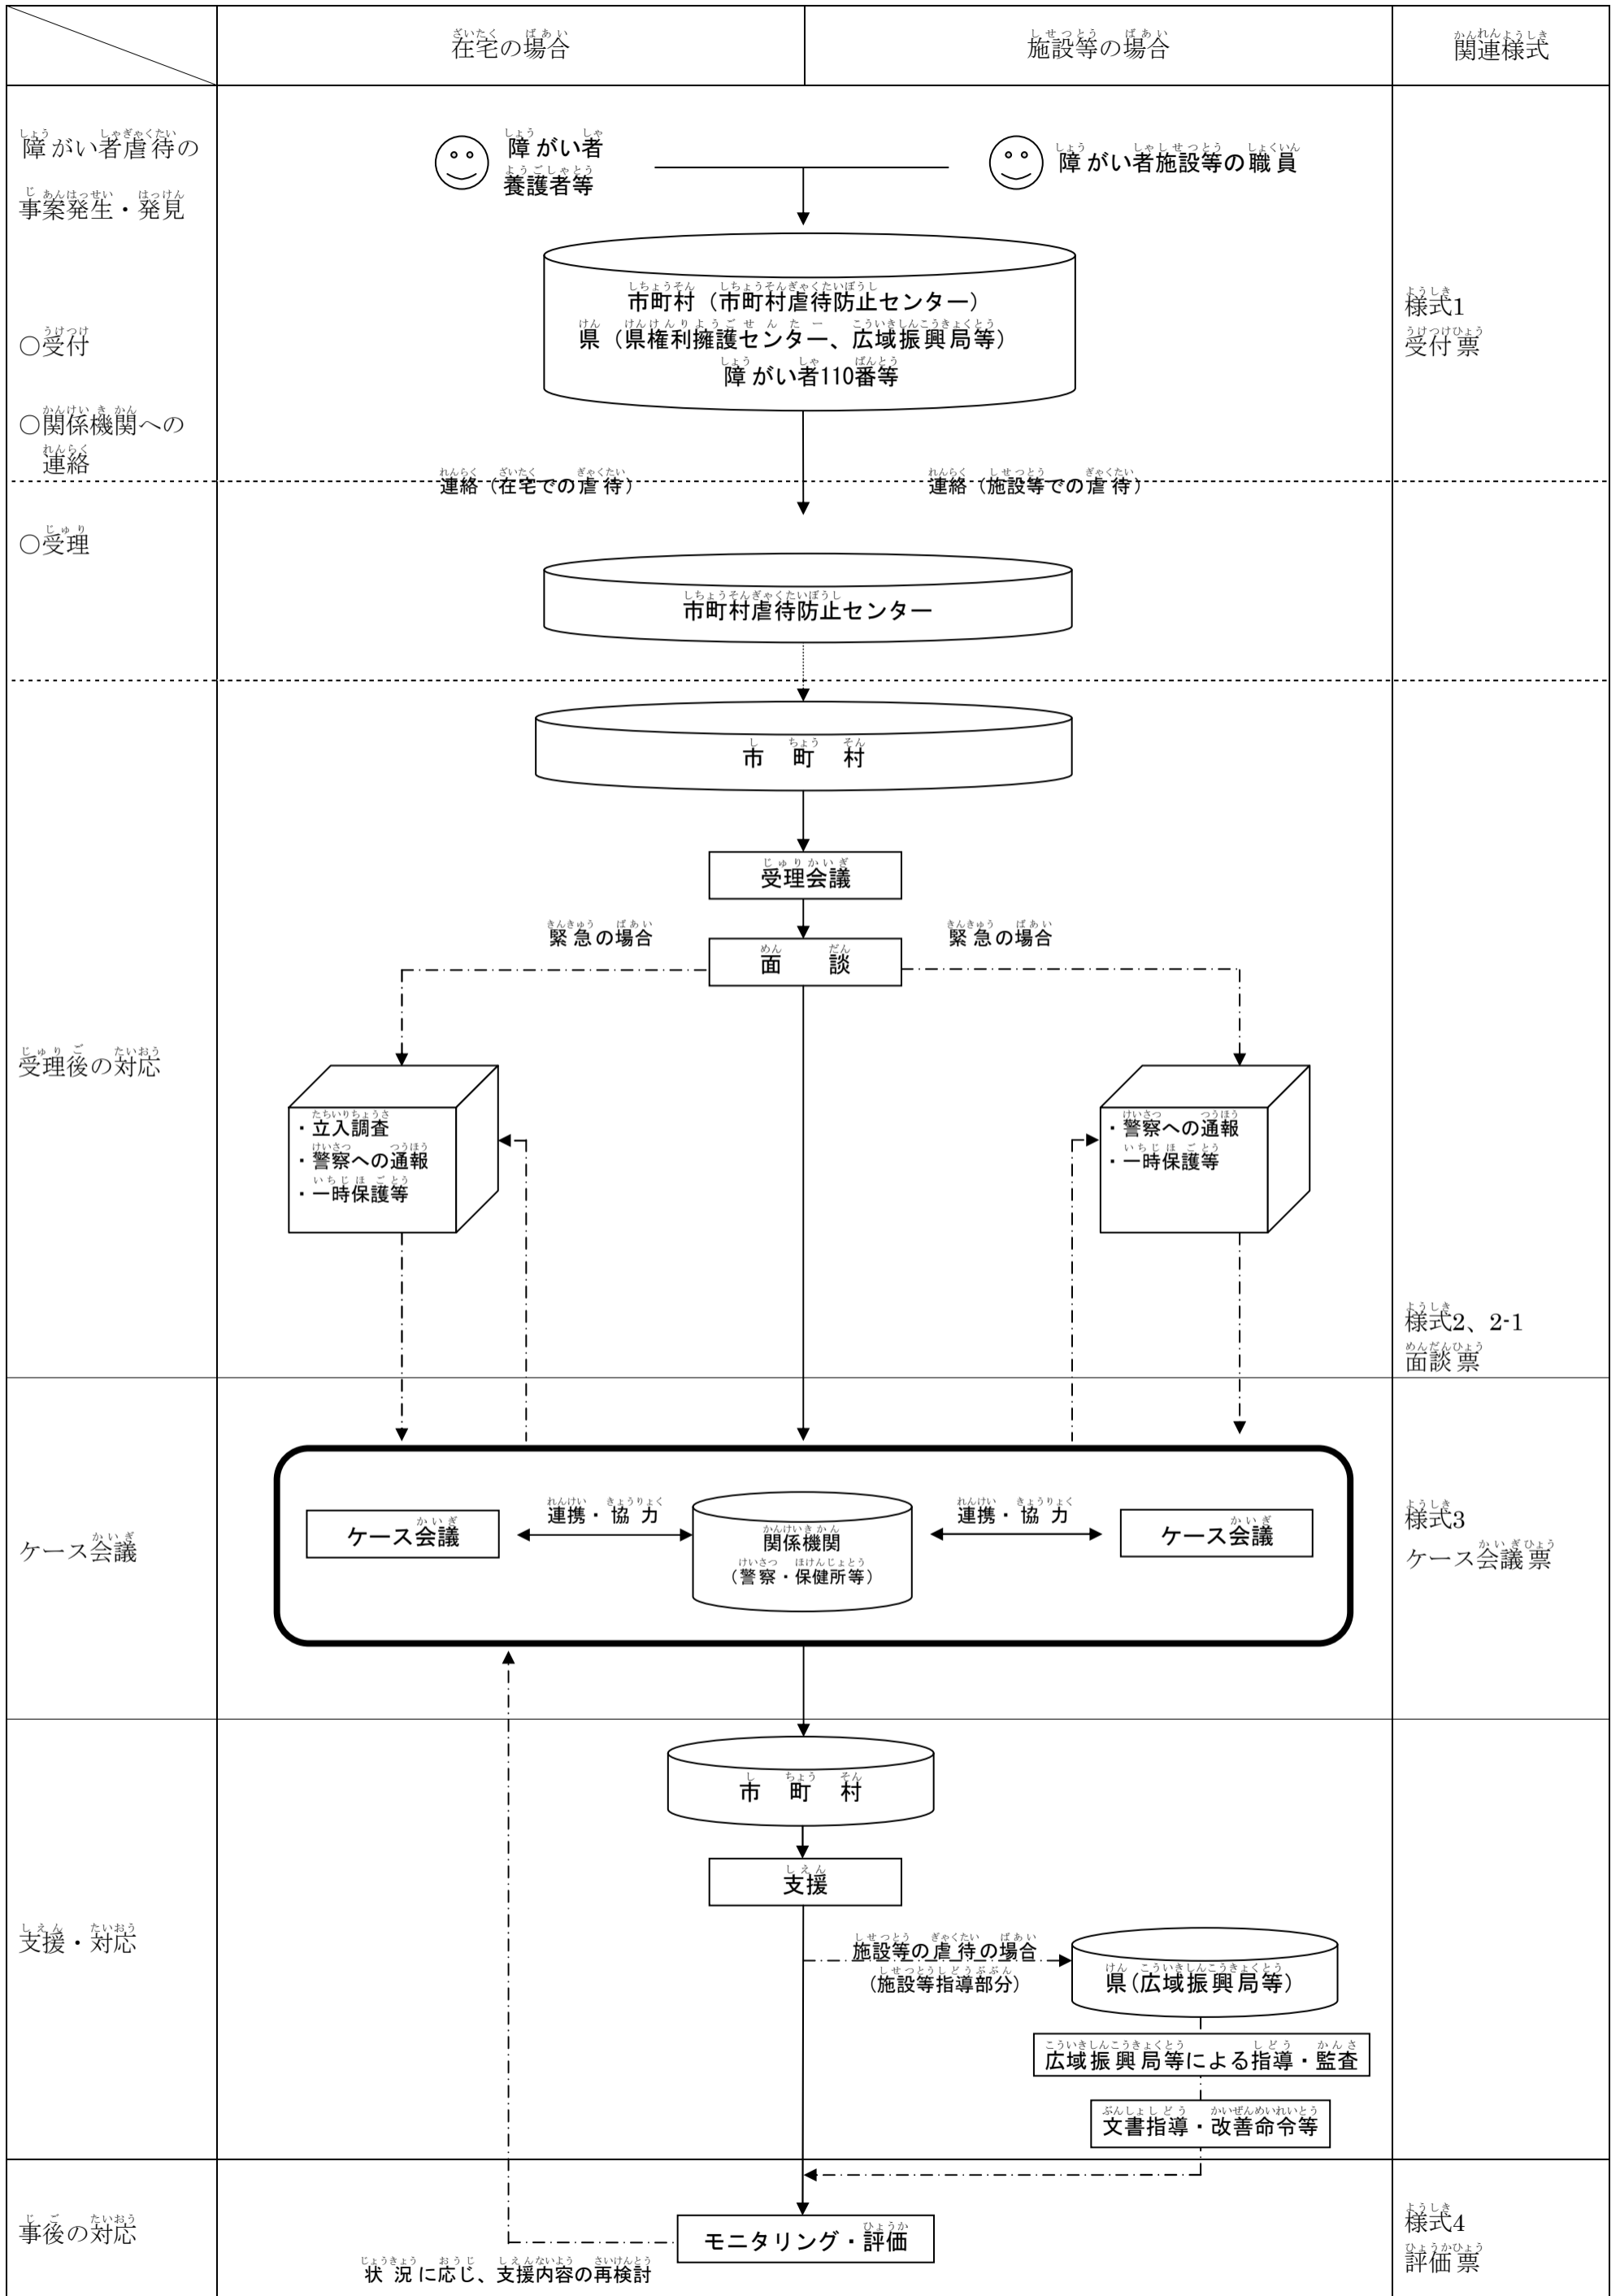 在宅の場合
施設等の場合
関連様式
障がい者虐待の
事案発生・発見
障がい者
養護者等
障がい者施設等の職員
○受付
○関係機関への
連絡
市町村（市町村虐待防止センター）
県（県権利擁護センター、広域振興局等）
障がい者110番等
様式1
受付票
連絡（在宅での虐待）
連絡（施設等での虐待）
○受理
市町村虐待防止センター
市 町 村
受理会議
緊急の場合
面 談
緊急の場合
受理後の対応
・立入調査
・警察への通報
・一時保護等
・警察への通報
・一時保護等
様式2、2-1
面談票
ケース会議
ケース会議
連携・協力
関係機関
（警察・保健所等）
連携・協力
ケース会議
様式3
ケース会議票
市 町 村
支援
支援・対応
施設等の虐待の場合
（施設等指導部分）
県（広域振興局等）
広域振興局等による指導・監査
文書指導・改善命令等
事後の対応
モニタリング・評価
状況に応じ、支援内容の再検討
様式4
評価票